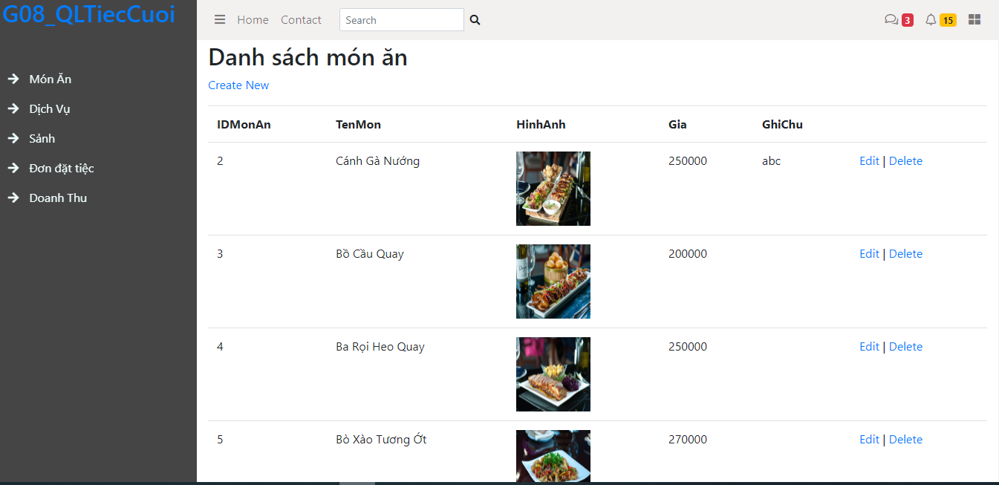 G08_QLTiecCuoi
Home Contact Search 3 15
Món Ăn
Dịch Vụ
Sảnh
Đơn đặt tiệc
Doanh Thu
Danh sách món ăn
Create New
IDMonAn TenMon HinhAnh Gia GhiChu
2 Cánh Gà Nướng 250000 abc Edit | Delete
3 Bồ Cầu Quay 200000 Edit | Delete
4 Ba Rọi Heo Quay 250000 Edit | Delete
5 Bò Xào Tương Ớt 270000 Edit | Delete